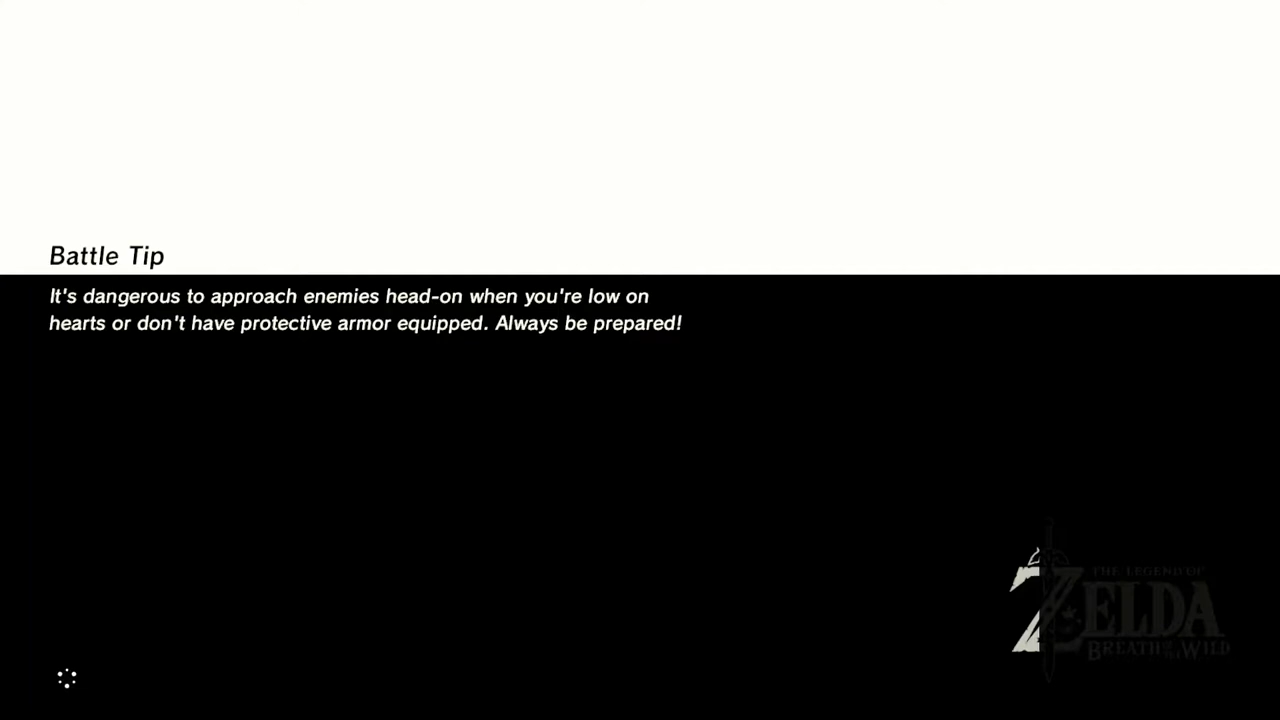 Battle Tip
It's dangerous to approach enemies head-on when you're low on
hearts or don't have protective armor equipped. Always be prepared!
THE LEGEND OF
ZELDA
BREATH OF THE WILD